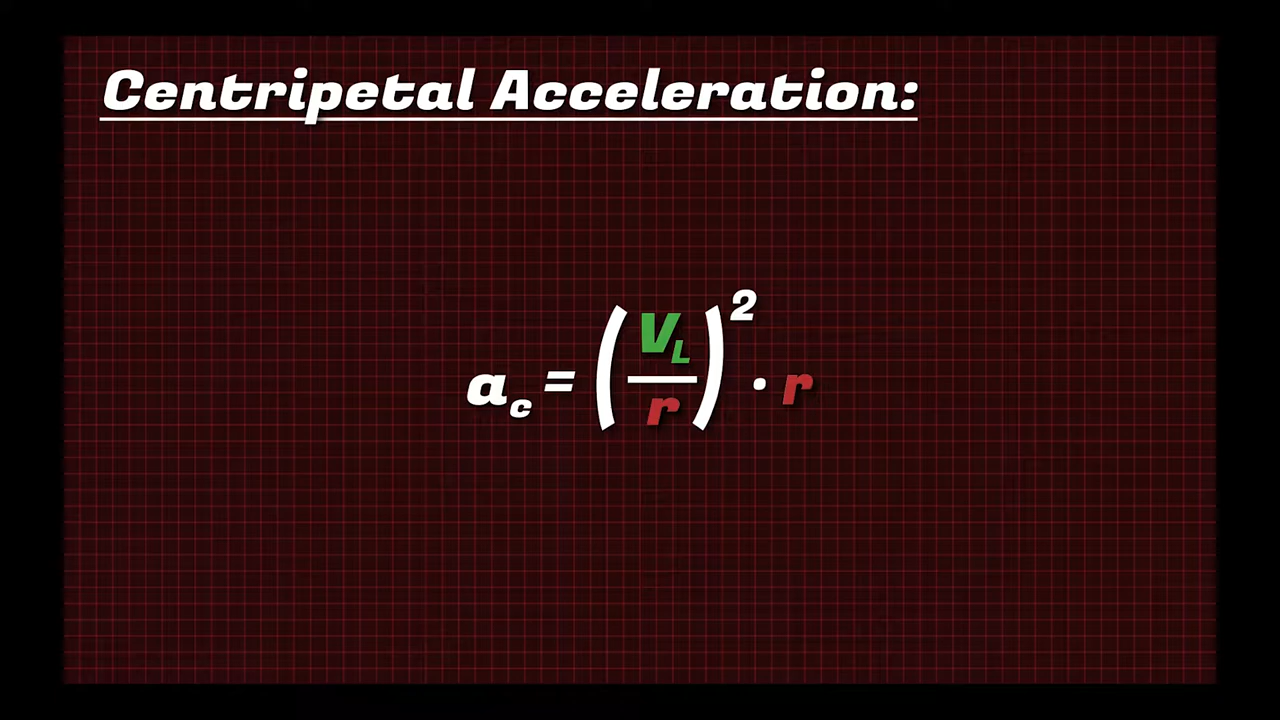 Centripetal Acceleration:
a_c = (V_L / r)^2 · r